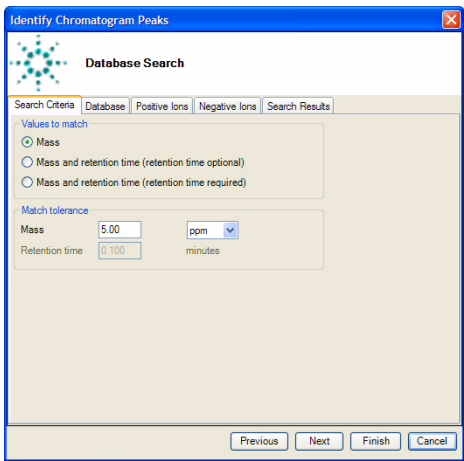 Identify Chromatogram Peaks
Database Search
Search Criteria Database Positive Ions Negative Ions Search Results
Values to match
Mass
Mass and retention time (retention time optional)
Mass and retention time (retention time required)
Match tolerance
Mass 5.00 ppm
Retention time 0.100 minutes
Previous Next Finish Cancel